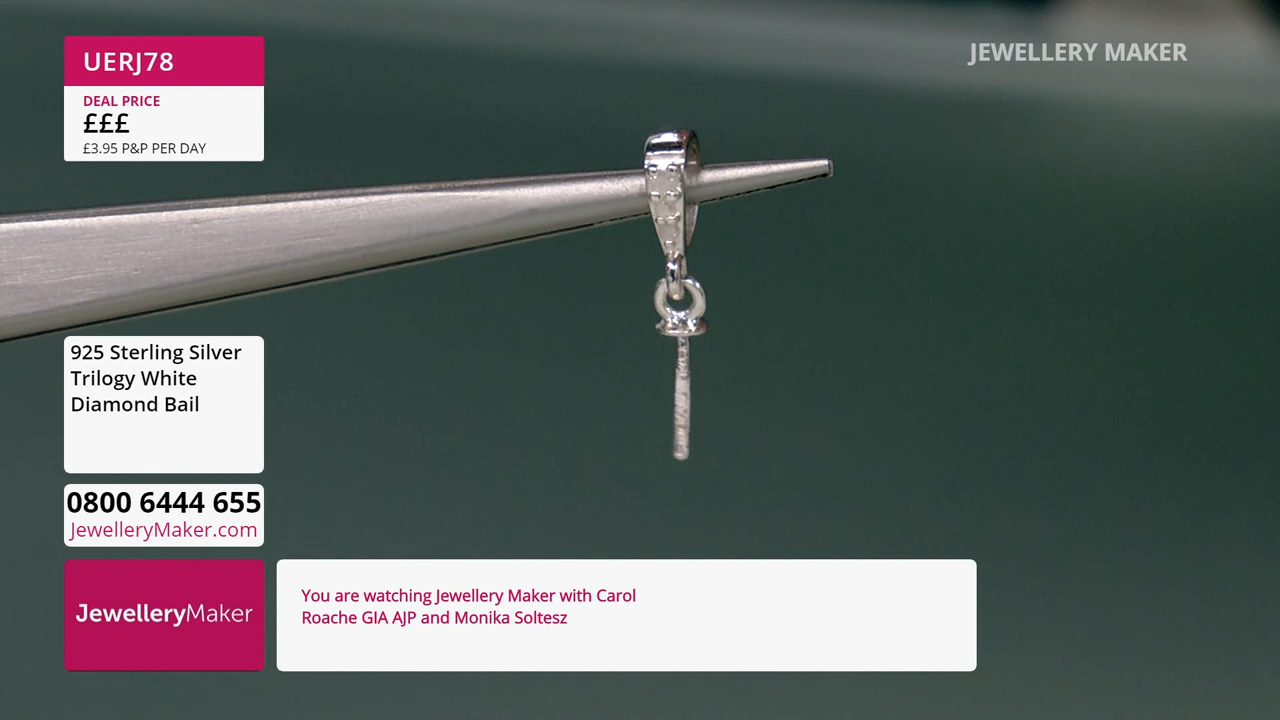 UERJ78
DEAL PRICE
£££
£3.95 P&P PER DAY
JEWELLERY MAKER
925 Sterling Silver
Trilogy White
Diamond Bail
0800 6444 655
JewelleryMaker.com
JewelleryMaker
You are watching Jewellery Maker with Carol
Roache GIA AJP and Monika Soltesz